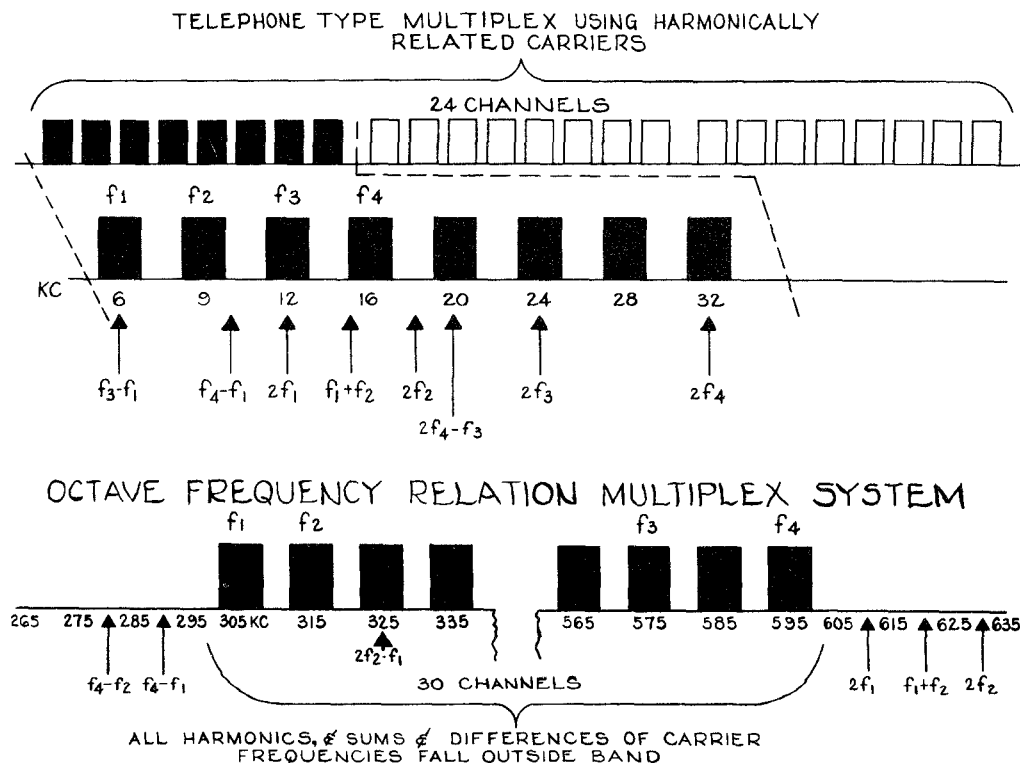 TELEPHONE TYPE MULTIPLEX USING HARMONICALLY
RELATED CARRIERS
24 CHANNELS
f1 f2 f3 f4
KC 6 9 12 16 20 24 28 32
f3-f1 f4-f1 2f1 f1+f2 2f2 2f3 2f4
2f4-f3
OCTAVE FREQUENCY RELATION MULTIPLEX SYSTEM
f1 f2 f3 f4
265 275 285 295 305 KC 315 325 335 565 575 585 595 605 615 625 635
2f2-f1
f4-f2 f4-f1 30 CHANNELS 2f1 f1+f2 2f2
ALL HARMONICS, & SUMS & DIFFERENCES OF CARRIER
FREQUENCIES FALL OUTSIDE BAND